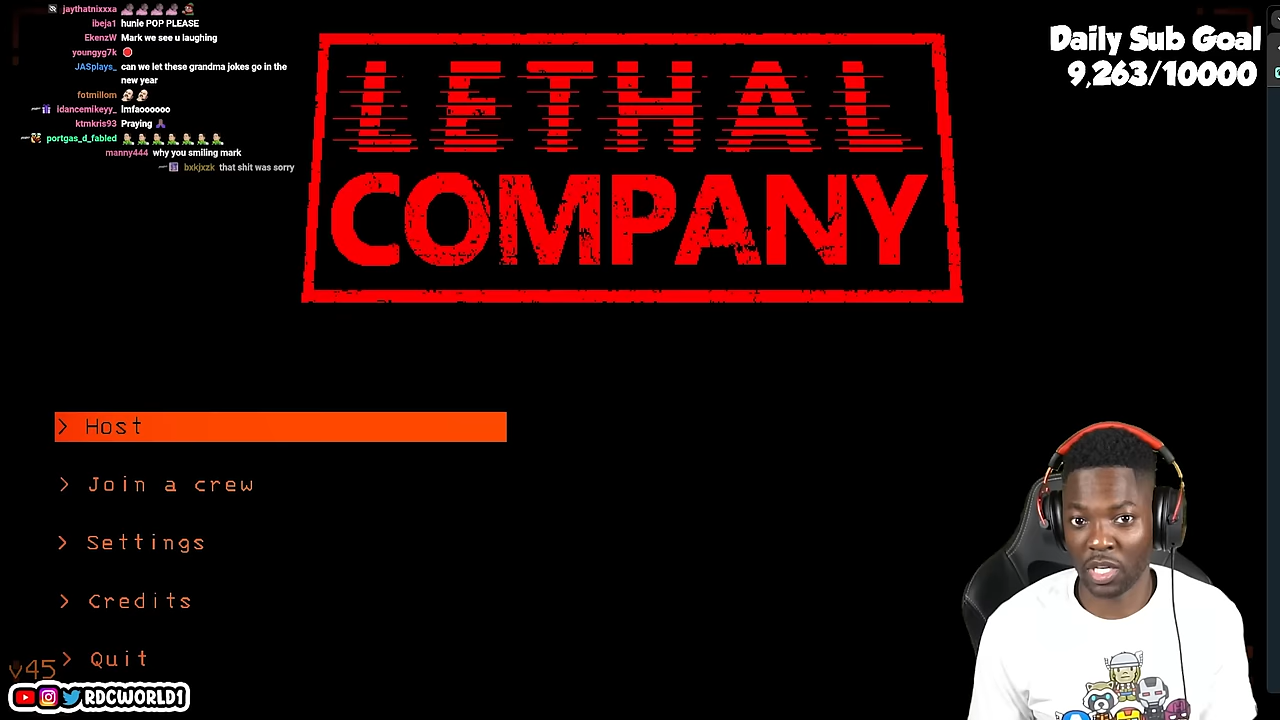 jaythatnixxxa
ibeja1 hunie POP PLEASE
EkenzW Mark we see u laughing
youngyg7k
JASplays_ can we let these grandma jokes go in the
new year
fotmillom
idancemikeyy_ lmfaoooooo
ktmkris93 Praying
portgas_d_fabled
manny444 why you smiling mark
bxkjxzk that shit was sorry
Daily Sub Goal
9,263/10000
LETHAL
COMPANY
> Host
> Join a crew
> Settings
> Credits
> Quit
v45
RDCWORLD1